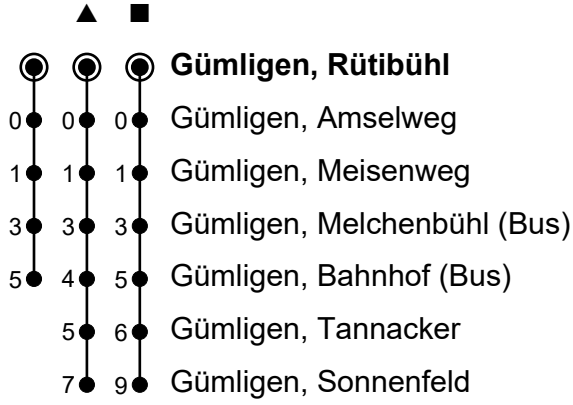 ▲ ■
Gümligen, Rütibühl
0 0 0 Gümligen, Amselweg
1 1 1 Gümligen, Meisenweg
3 3 3 Gümligen, Melchenbühl (Bus)
5 4 5 Gümligen, Bahnhof (Bus)
5 6 Gümligen, Tannacker
7 9 Gümligen, Sonnenfeld